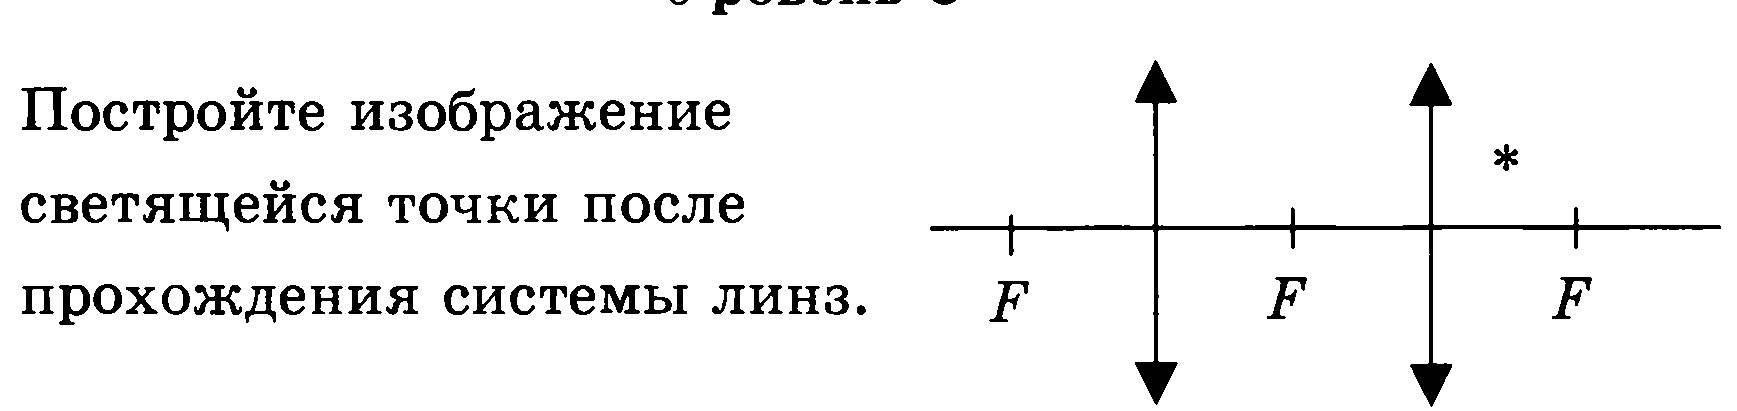 Постройте изображение
светящейся точки после
прохождения системы линз.
F F F